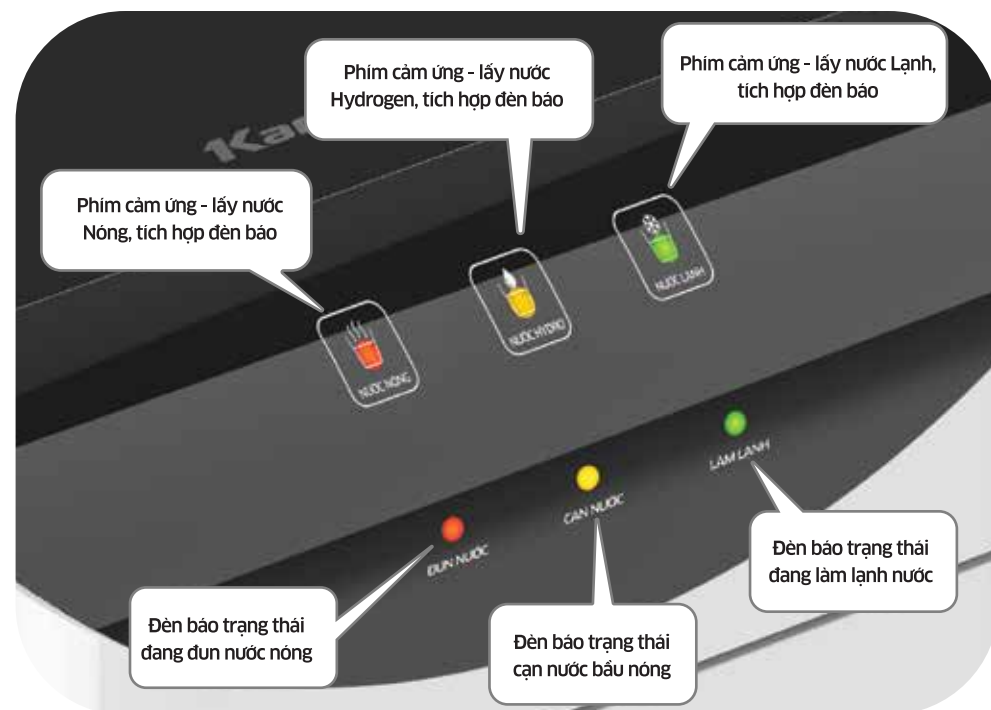 Phím cảm ứng - lấy nước
Hydrogen, tích hợp đèn báo
Phím cảm ứng - lấy nước Lạnh,
tích hợp đèn báo
Kar
Phím cảm ứng - lấy nước
Nóng, tích hợp đèn báo
NƯỚC LẠNH
NƯỚC HYDRO
NƯỚC NÓNG
LÀM LẠNH
CẠN NƯỚC
ĐUN NƯỚC
Đèn báo trạng thái
đang làm lạnh nước
Đèn báo trạng thái
đang đun nước nóng
Đèn báo trạng thái
cạn nước bầu nóng